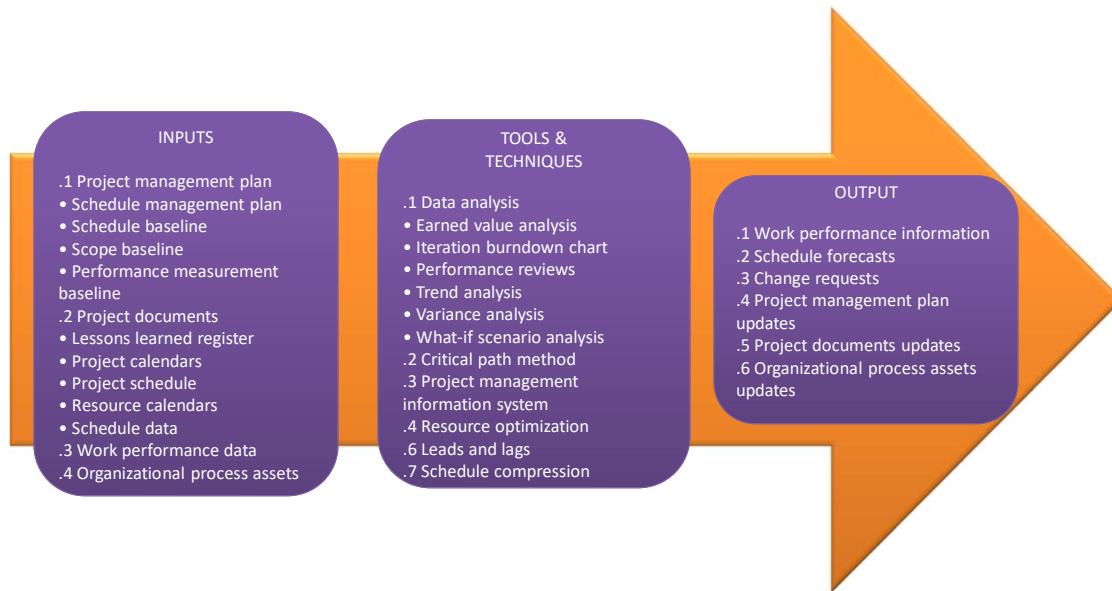 INPUTS
.1 Project management plan
• Schedule management plan
• Schedule baseline
• Scope baseline
• Performance measurement
baseline
.2 Project documents
• Lessons learned register
• Project calendars
• Project schedule
• Resource calendars
• Schedule data
.3 Work performance data
.4 Organizational process assets
TOOLS &
TECHNIQUES
.1 Data analysis
• Earned value analysis
• Iteration burndown chart
• Performance reviews
• Trend analysis
• Variance analysis
• What-if scenario analysis
.2 Critical path method
.3 Project management
information system
.4 Resource optimization
.6 Leads and lags
.7 Schedule compression
OUTPUT
.1 Work performance information
.2 Schedule forecasts
.3 Change requests
.4 Project management plan
updates
.5 Project documents updates
.6 Organizational process assets
updates